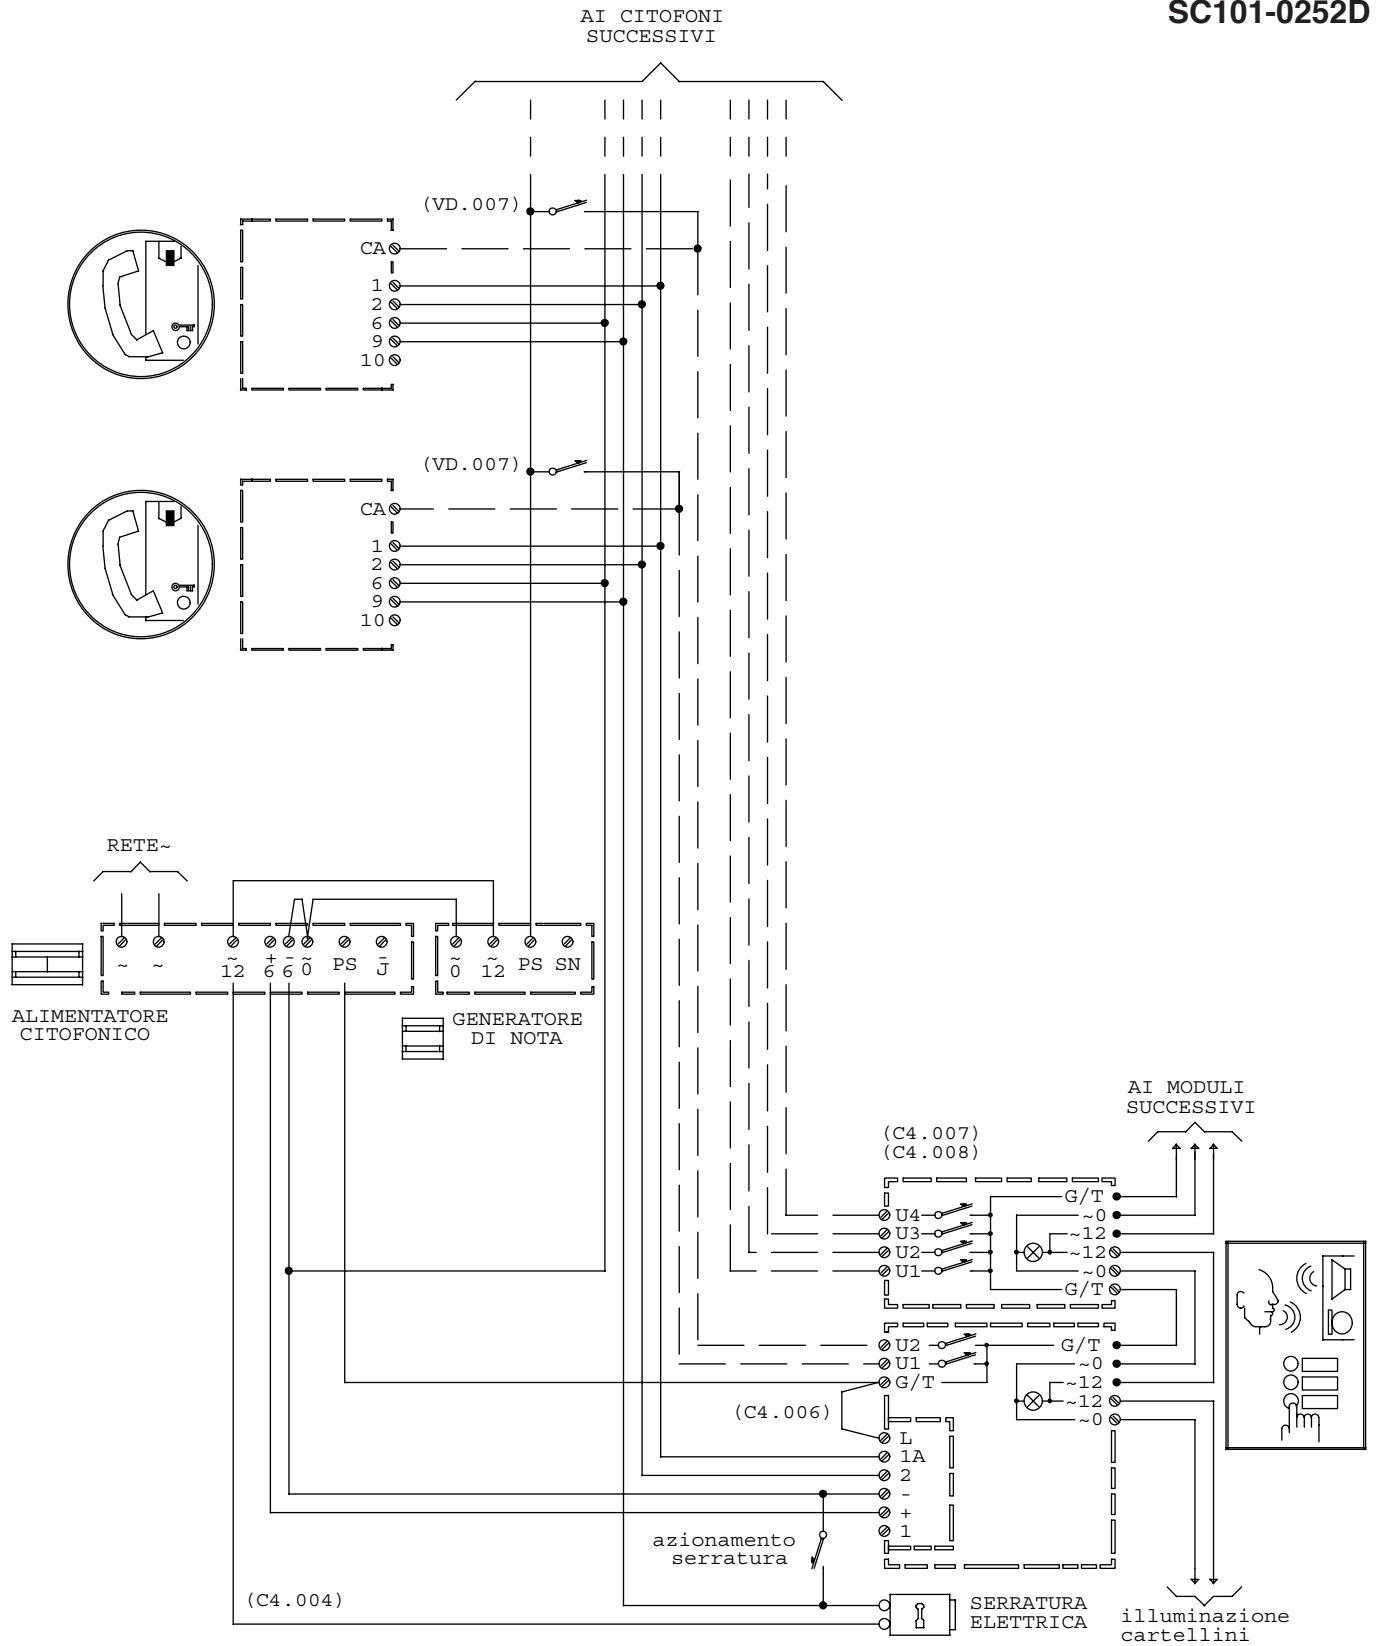 SC101-0252D
AI CITOFONI
SUCCESSIVI
(VD.007)
CA
1
2
6
9
10
(VD.007)
CA
1
2
6
9
10
RETE~
~ ~ ~12 +6 -6 ~0 PS -J
~0 ~12 PS SN
ALIMENTATORE
CITOFONICO
GENERATORE
DI NOTA
AI MODULI
SUCCESSIVI
(C4.007)
(C4.008)
G/T
U4 ~0
U3 ~12
U2 ~12
U1 ~0
G/T
U2 G/T
U1 ~0
G/T ~12
~12
(C4.006) ~0
L
1A
2
-
+
1
azionamento
serratura
(C4.004)
SERRATURA
ELETTRICA
illuminazione
cartellini